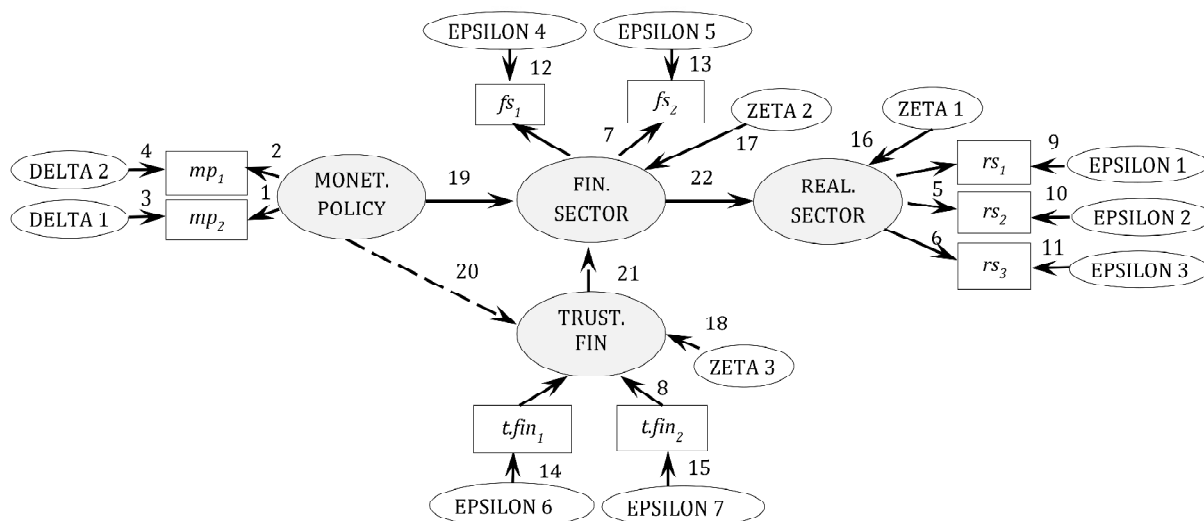 EPSILON 4
EPSILON 5
12
13
fs₁
fs₂
7
ZETA 2
17
ZETA 1
16
9
rs₁
EPSILON 1
DELTA 2
4
mp₁
2
MONET.
POLICY
19
FIN.
SECTOR
22
REAL.
SECTOR
5
rs₂
10
EPSILON 2
DELTA 1
3
mp₂
1
6
rs₃
11
EPSILON 3
20
21
TRUST.
FIN
18
ZETA 3
8
t.fin₁
t.fin₂
14
15
EPSILON 6
EPSILON 7